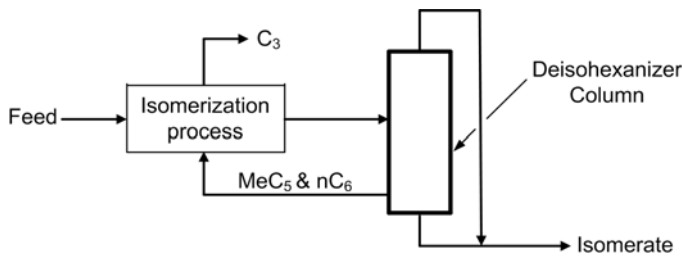 C₃
Deisohexanizer
Column
Feed
Isomerization
process
MeC₅ & nC₆
Isomerate